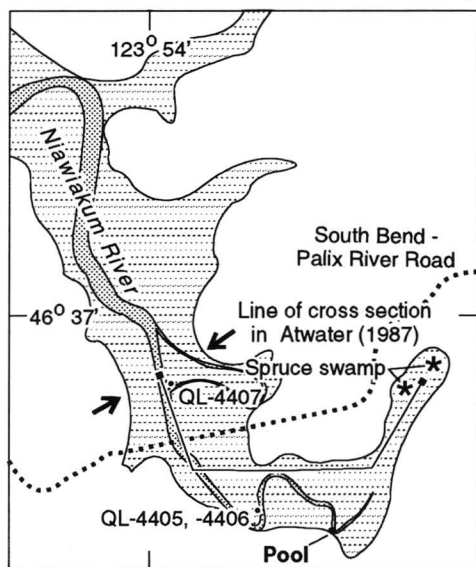 123° 54'
Niawiakum River
South Bend -
Palix River Road
46° 37'
Line of cross section
in Atwater (1987)
Spruce swamp
QL-4407
QL-4405, -4406
Pool